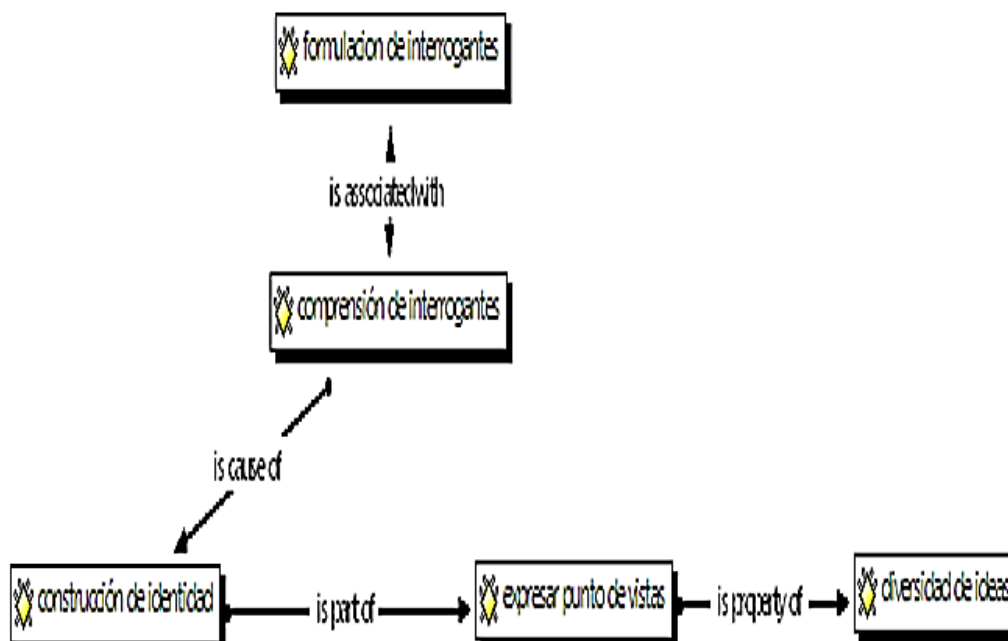 formulacion de interrogantes
is associated with
comprensión de interrogantes
is cause of
construcción de identidad
is part of
expresar punto de vistas
is property of
diversidad de ideas